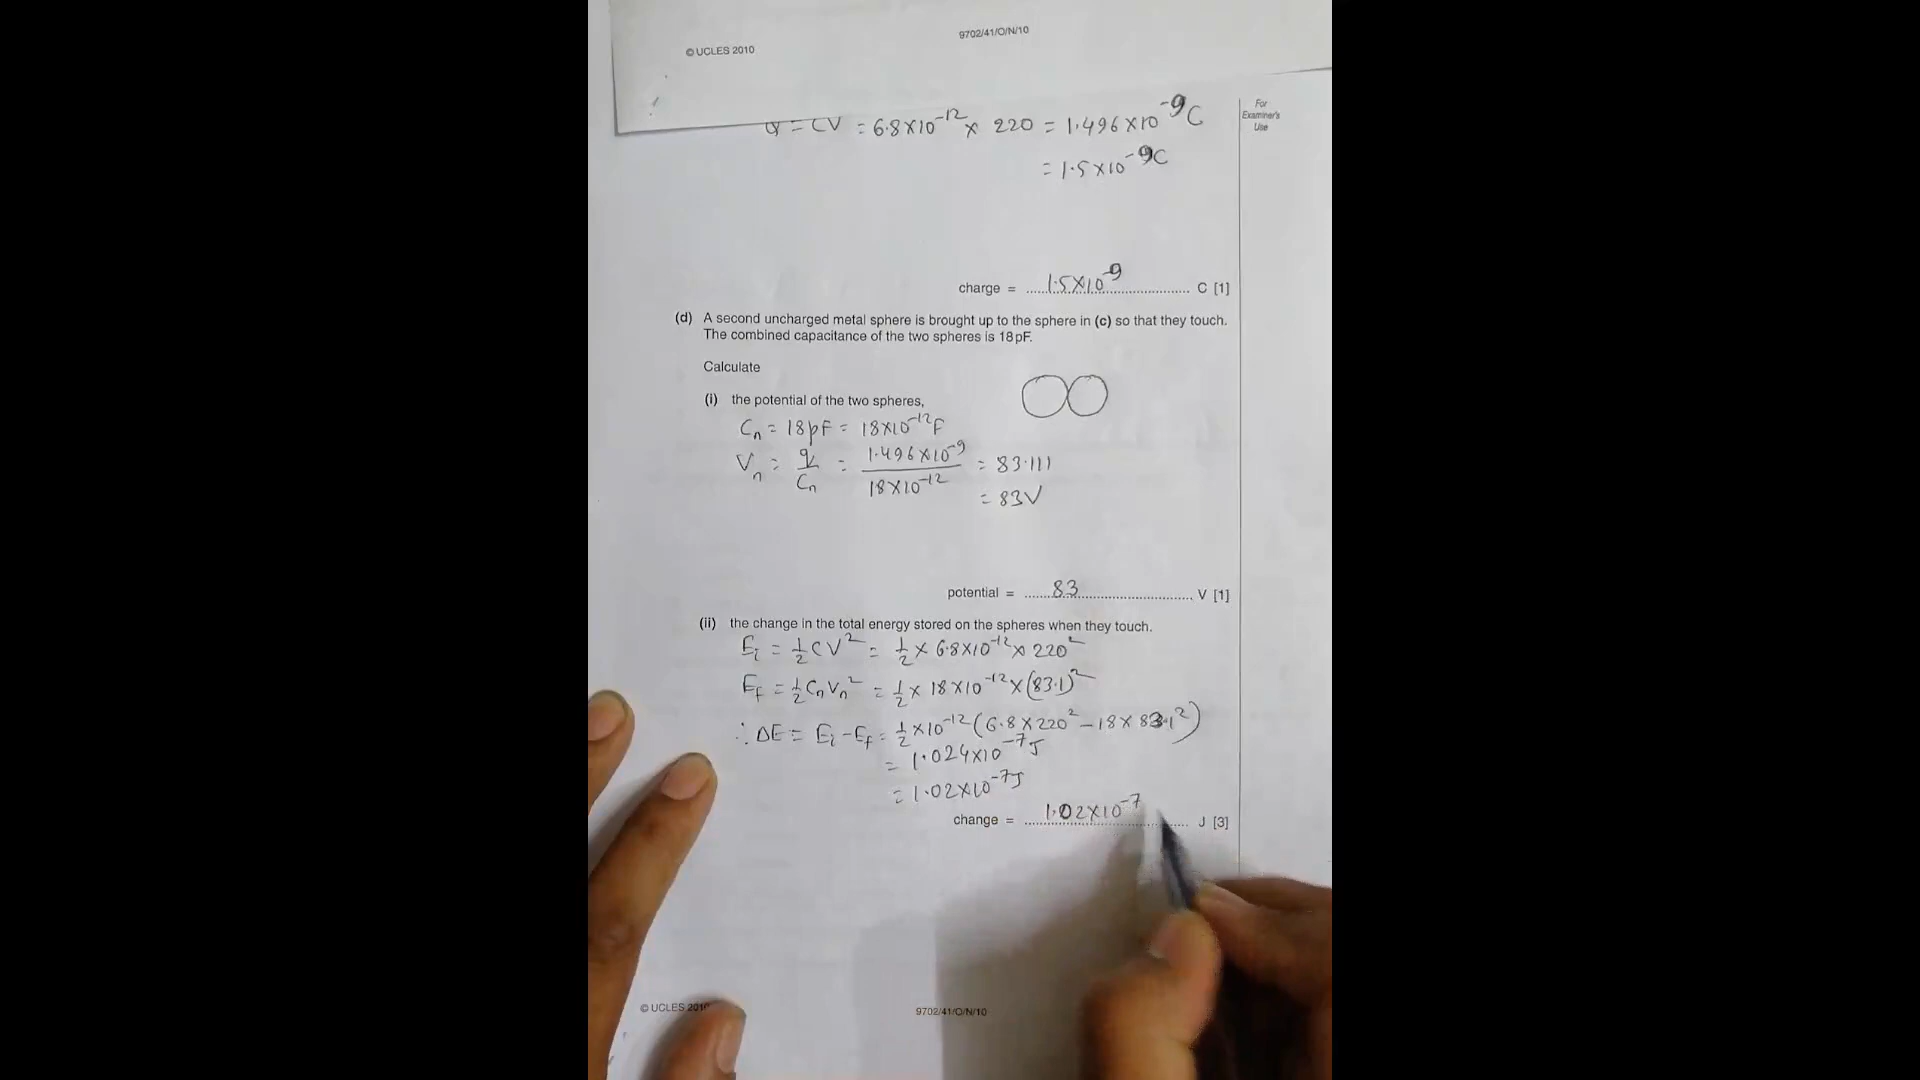 9702/41/O/N/10
© UCLES 2010
For
Examiner's
Use
Q = CV = 6.8×10⁻¹² × 220 = 1.496×10⁻⁹C
= 1.5×10⁻⁹C
charge = 1.5×10⁻⁹ C [1]
(d) A second uncharged metal sphere is brought up to the sphere in (c) so that they touch.
The combined capacitance of the two spheres is 18pF.
Calculate
(i) the potential of the two spheres,
Cₙ = 18pF = 18×10⁻¹²F
Vₙ = q/Cₙ = 1.496×10⁻⁹/18×10⁻¹² = 83.111
= 83V
potential = 83 V [1]
(ii) the change in the total energy stored on the spheres when they touch.
Eᵢ = ½CV² = ½ × 6.8×10⁻¹² × 220²
E_f = ½CₙVₙ² = ½ × 18×10⁻¹² × (83.1)²
∴ ΔE = Eᵢ - E_f = ½×10⁻¹² (6.8×220² - 18×83.1²)
= 1.024×10⁻⁷J
= 1.02×10⁻⁷J
change = 1.02×10⁻⁷ J [3]
© UCLES 2010
9702/41/O/N/10